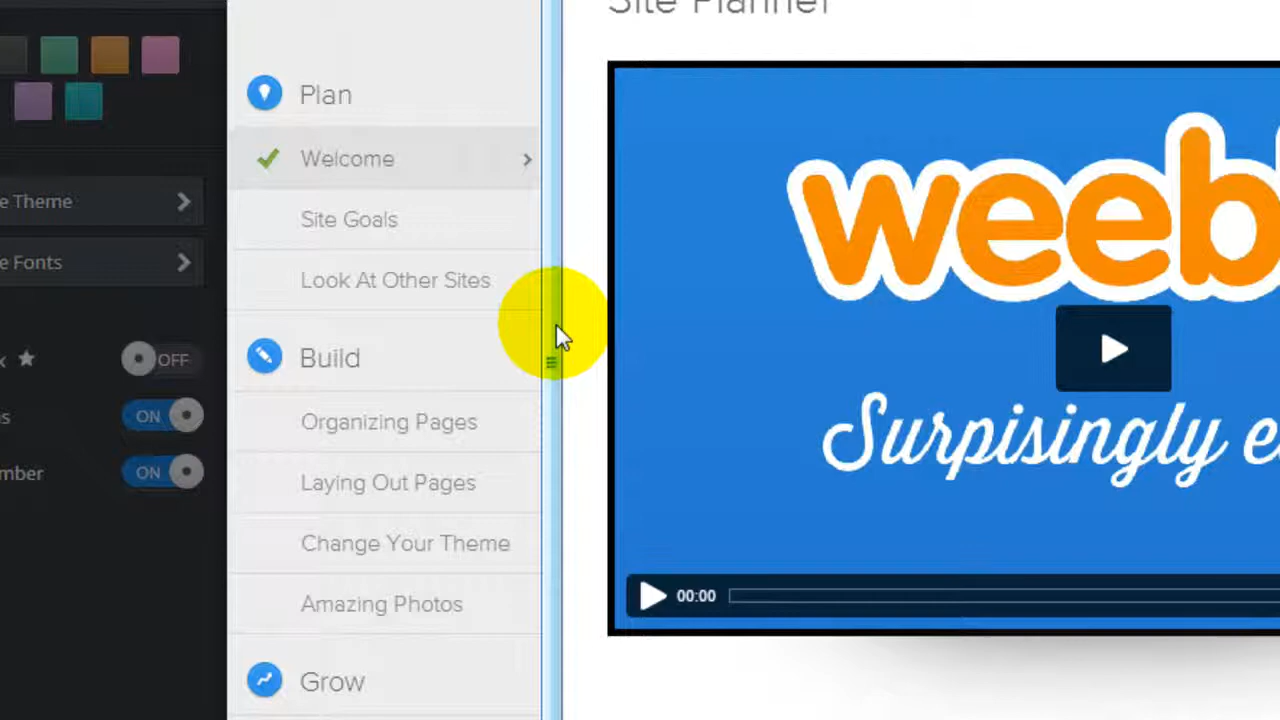 Site Planner
Plan
Welcome
Site Goals
Look At Other Sites
Build
Organizing Pages
Laying Out Pages
Change Your Theme
Amazing Photos
Grow
e Theme
e Fonts
OFF
ON
ON
mber
weeb
Surpisingly e
00:00